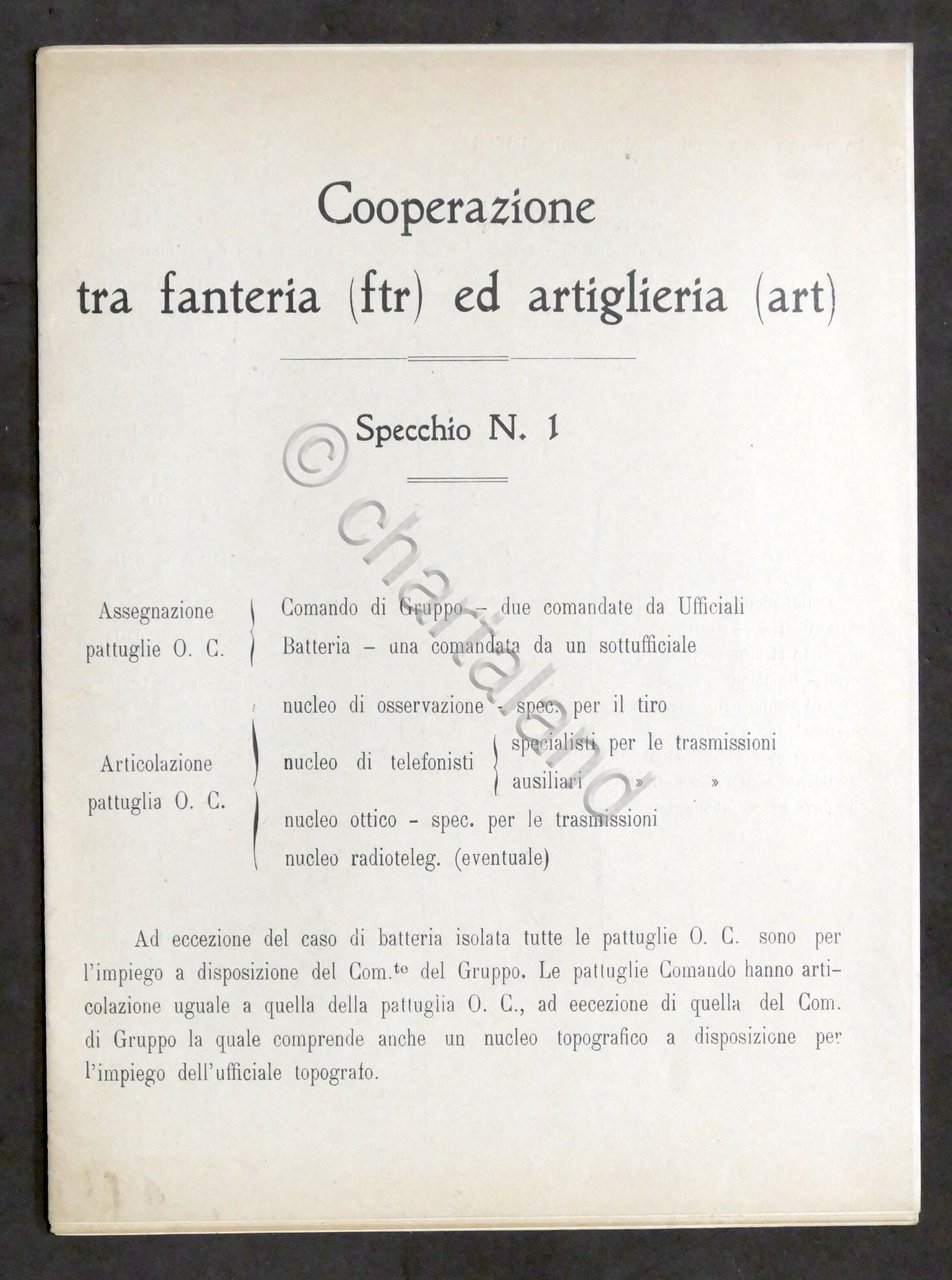 Cooperazione
tra fanteria (ftr) ed artiglieria (art)
Specchio N. 1
Assegnazione
pattuglie O. C.
Comando di Gruppo – due comandate da Ufficiali
Batteria – una comandata da un sottufficiale
Articolazione
pattuglia O. C.
nucleo di osservazione - spec. per il tiro
nucleo di telefonisti
specialisti per le trasmissioni
ausiliari » »
nucleo ottico – spec. per le trasmissioni
nucleo radioteleg. (eventuale)
Ad eccezione del caso di batteria isolata tutte le pattuglie O. C. sono per
l'impiego a disposizione del Com.to del Gruppo. Le pattuglie Comando hanno arti-
colazione uguale a quella della pattuglia O. C., ad eecezione di quella del Com.
di Gruppo la quale comprende anche un nucleo topografico a disposizione per
l'impiego dell'ufficiale topografo.
© chartaland